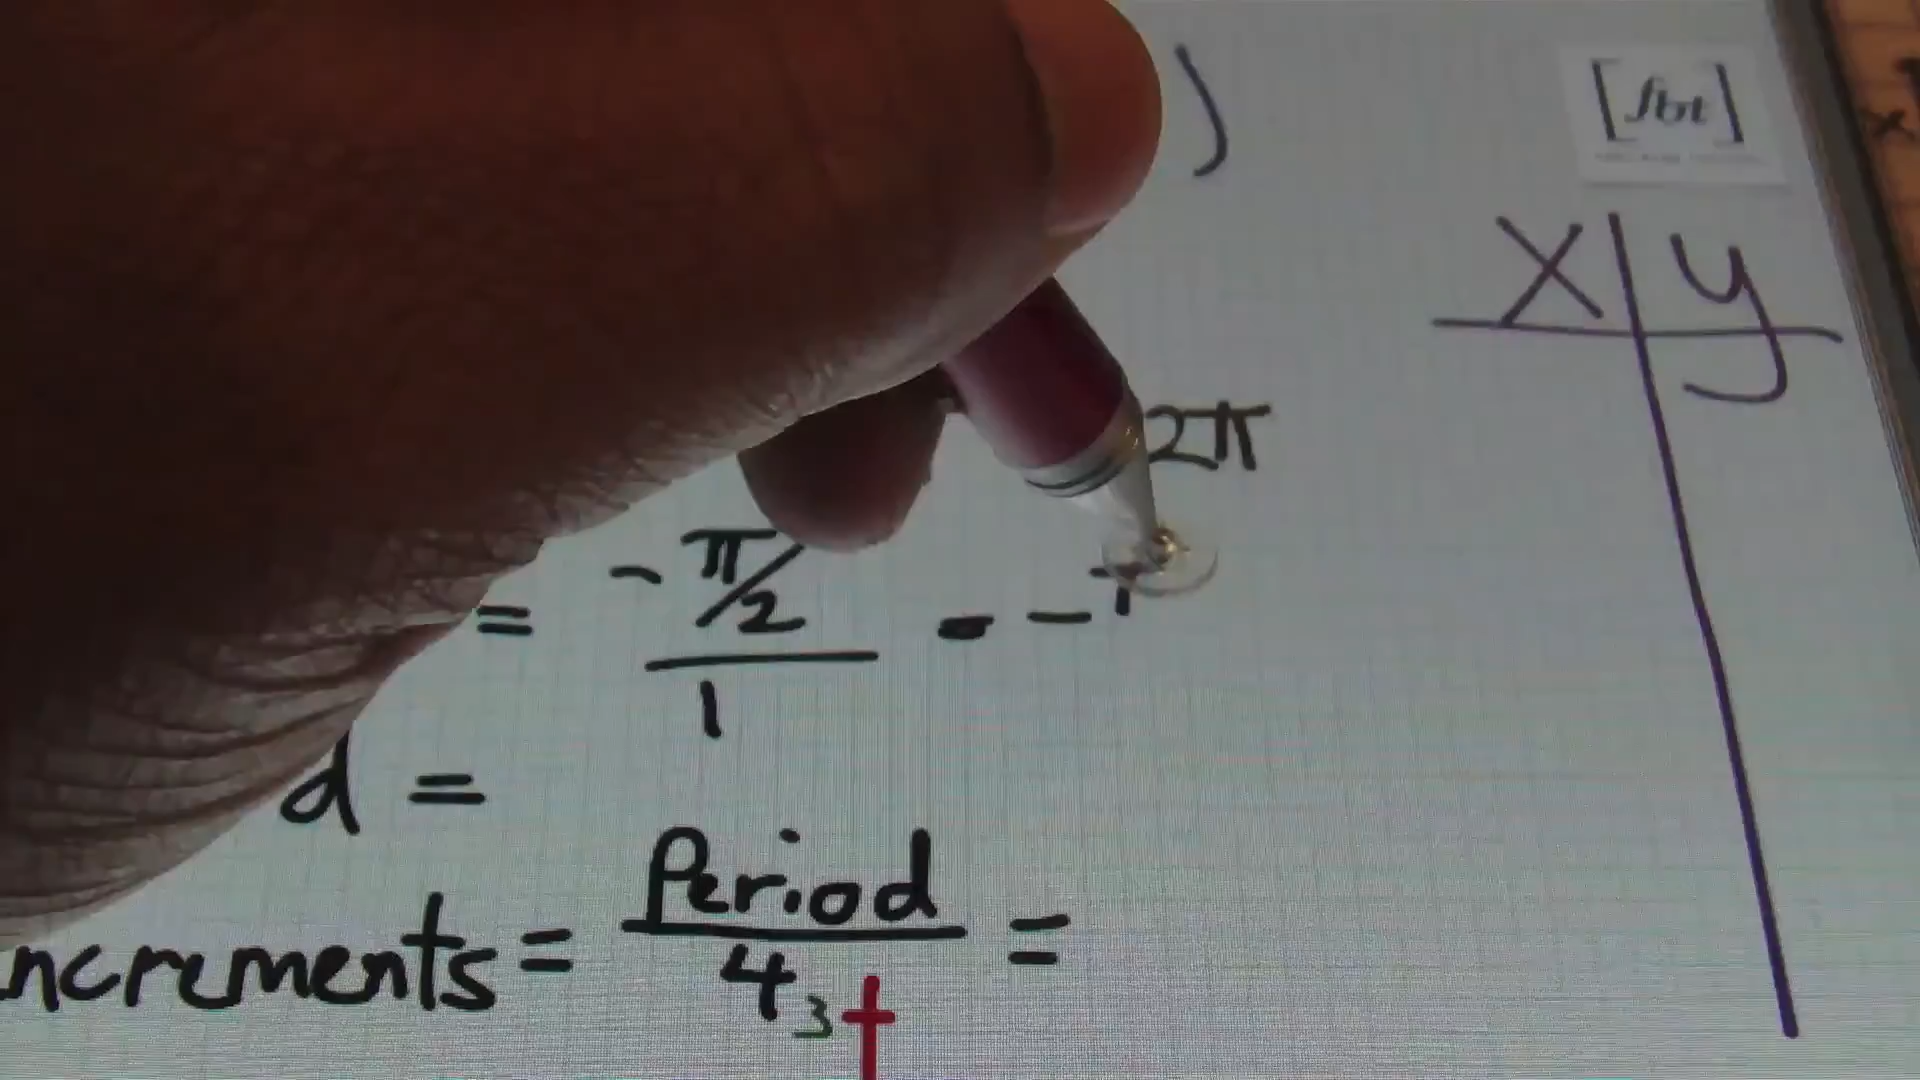 )
[fbt]
x y
2π
= -π/2 / 1 = -π
d =
ncrements = Period / 4 =
3